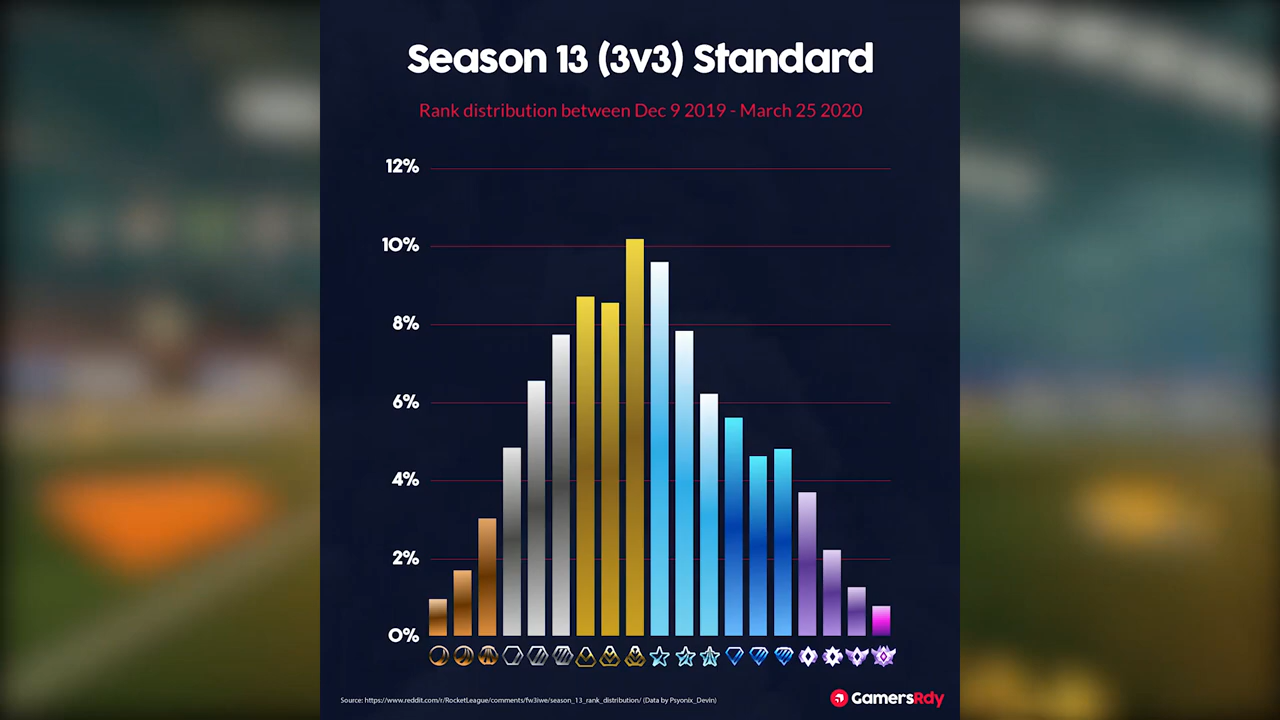 Season 13 (3v3) Standard
Rank distribution between Dec 9 2019 - March 25 2020
12%
10%
8%
6%
4%
2%
0%
Source: https://www.reddit.com/r/RocketLeague/comments/fw3iwe/season_13_rank_distribution/ (Data by Psyonix_Devin)
GamersRdy